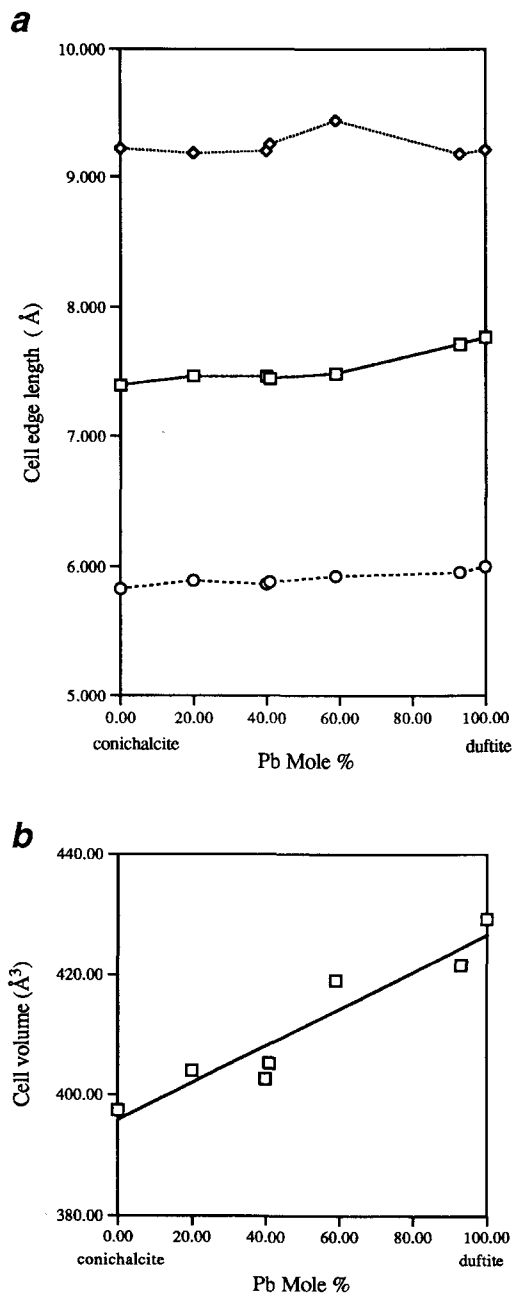 a
10.000
9.000
8.000
7.000
6.000
5.000
Cell edge length ( Å)
0.00 20.00 40.00 60.00 80.00 100.00
conichalcite duftite
Pb Mole %
b
440.00
420.00
400.00
380.00
Cell volume (Å³)
0.00 20.00 40.00 60.00 80.00 100.00
conichalcite duftite
Pb Mole %